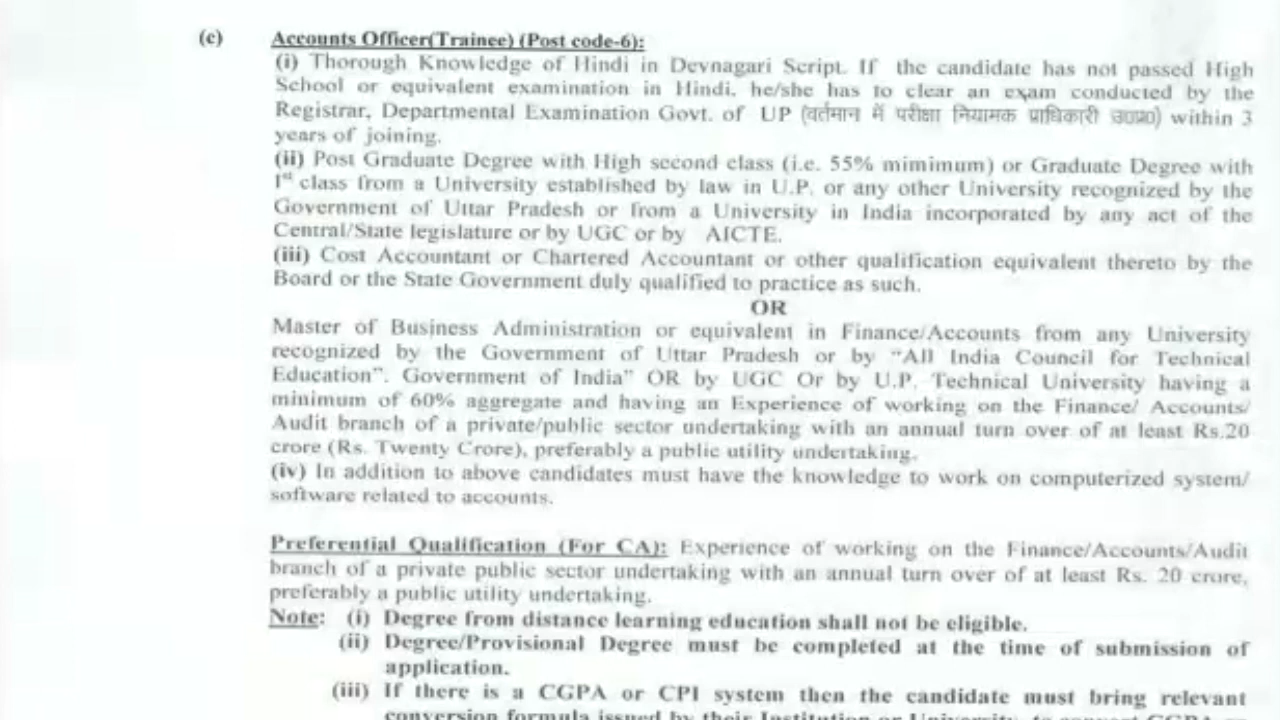 (c) Accounts Officer(Trainee) (Post code-6):
(i) Thorough Knowledge of Hindi in Devnagari Script. If the candidate has not passed High
School or equivalent examination in Hindi, he/she has to clear an exam conducted by the
Registrar, Departmental Examination Govt. of UP (वर्तमान में परीक्षा नियामक प्राधिकारी उ०प्र०) within 3
years of joining.
(ii) Post Graduate Degree with High second class (i.e. 55% mimimum) or Graduate Degree with
1st class from a University established by law in U.P. or any other University recognized by the
Government of Uttar Pradesh or from a University in India incorporated by any act of the
Central/State legislature or by UGC or by AICTE.
(iii) Cost Accountant or Chartered Accountant or other qualification equivalent thereto by the
Board or the State Government duly qualified to practice as such.
OR
Master of Business Administration or equivalent in Finance/Accounts from any University
recognized by the Government of Uttar Pradesh or by "All India Council for Technical
Education". Government of India" OR by UGC Or by U.P. Technical University having a
minimum of 60% aggregate and having an Experience of working on the Finance/ Accounts/
Audit branch of a private/public sector undertaking with an annual turn over of at least Rs.20
crore (Rs. Twenty Crore), preferably a public utility undertaking.
(iv) In addition to above candidates must have the knowledge to work on computerized system/
software related to accounts.
Preferential Qualification (For CA): Experience of working on the Finance/Accounts/Audit
branch of a private public sector undertaking with an annual turn over of at least Rs. 20 crore,
preferably a public utility undertaking.
Note: (i) Degree from distance learning education shall not be eligible.
(ii) Degree/Provisional Degree must be completed at the time of submission of
application.
(iii) If there is a CGPA or CPI system then the candidate must bring relevant
conversion formula issued by their Institution or University, to convert